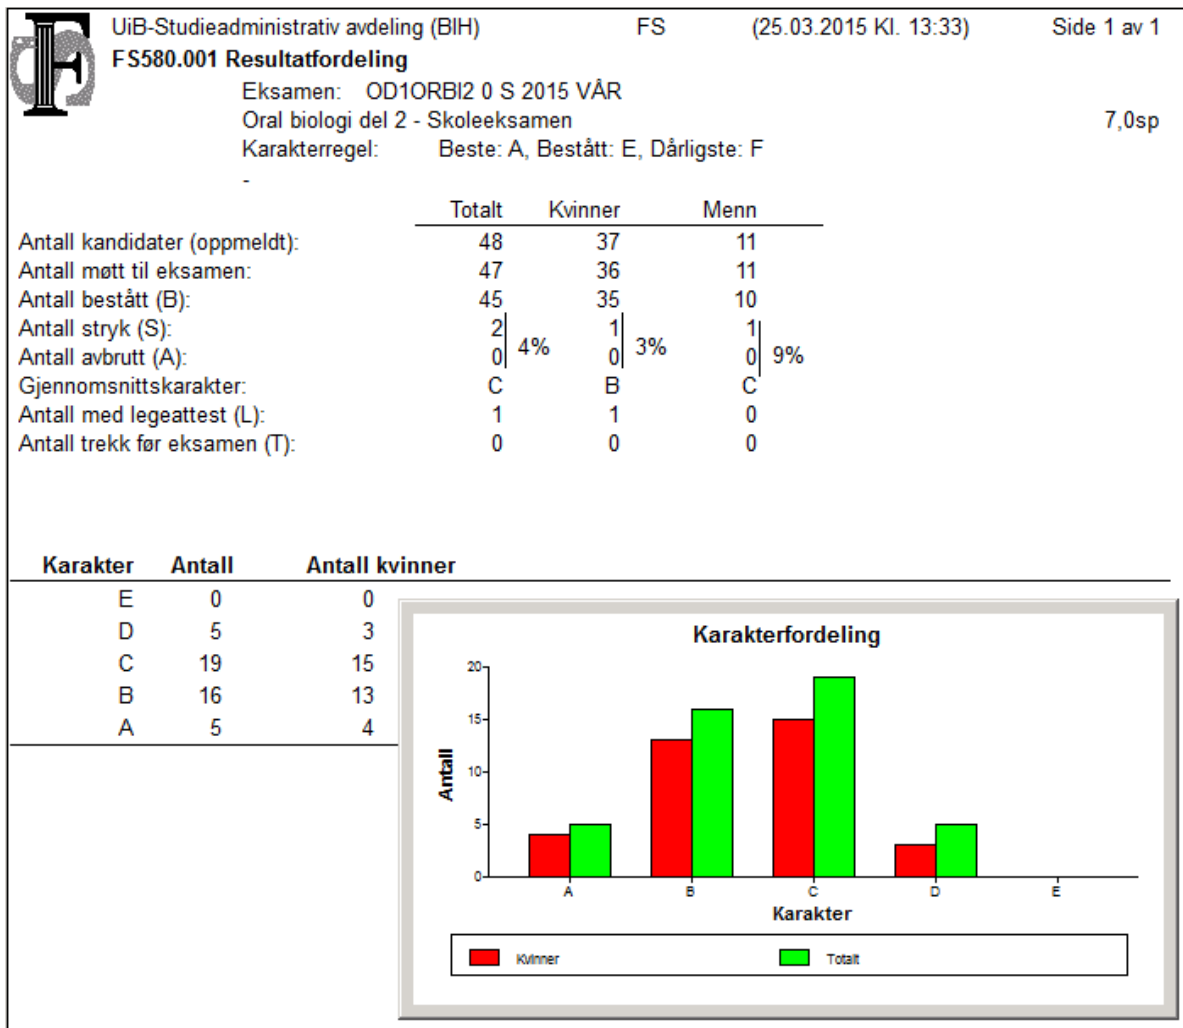 UiB-Studieadministrativ avdeling (BIH) FS (25.03.2015 Kl. 13:33) Side 1 av 1
FS580.001 Resultatfordeling
Eksamen: OD1ORBI2 0 S 2015 VÅR
Oral biologi del 2 - Skoleeksamen 7,0sp
Karakterregel: Beste: A, Bestått: E, Dårligste: F
-
Totalt Kvinner Menn
Antall kandidater (oppmeldt): 48 37 11
Antall møtt til eksamen: 47 36 11
Antall bestått (B): 45 35 10
Antall stryk (S): 2 1 1
4% 3% 9%
Antall avbrutt (A): 0 0 0
Gjennomsnittskarakter: C B C
Antall med legeattest (L): 1 1 0
Antall trekk før eksamen (T): 0 0 0
Karakter Antall Antall kvinner
E 0 0
D 5 3
C 19 15
B 16 13
A 5 4
Karakterfordeling
20
15
10
5
0
Antall
A B C D E
Karakter
Kvinner Totalt